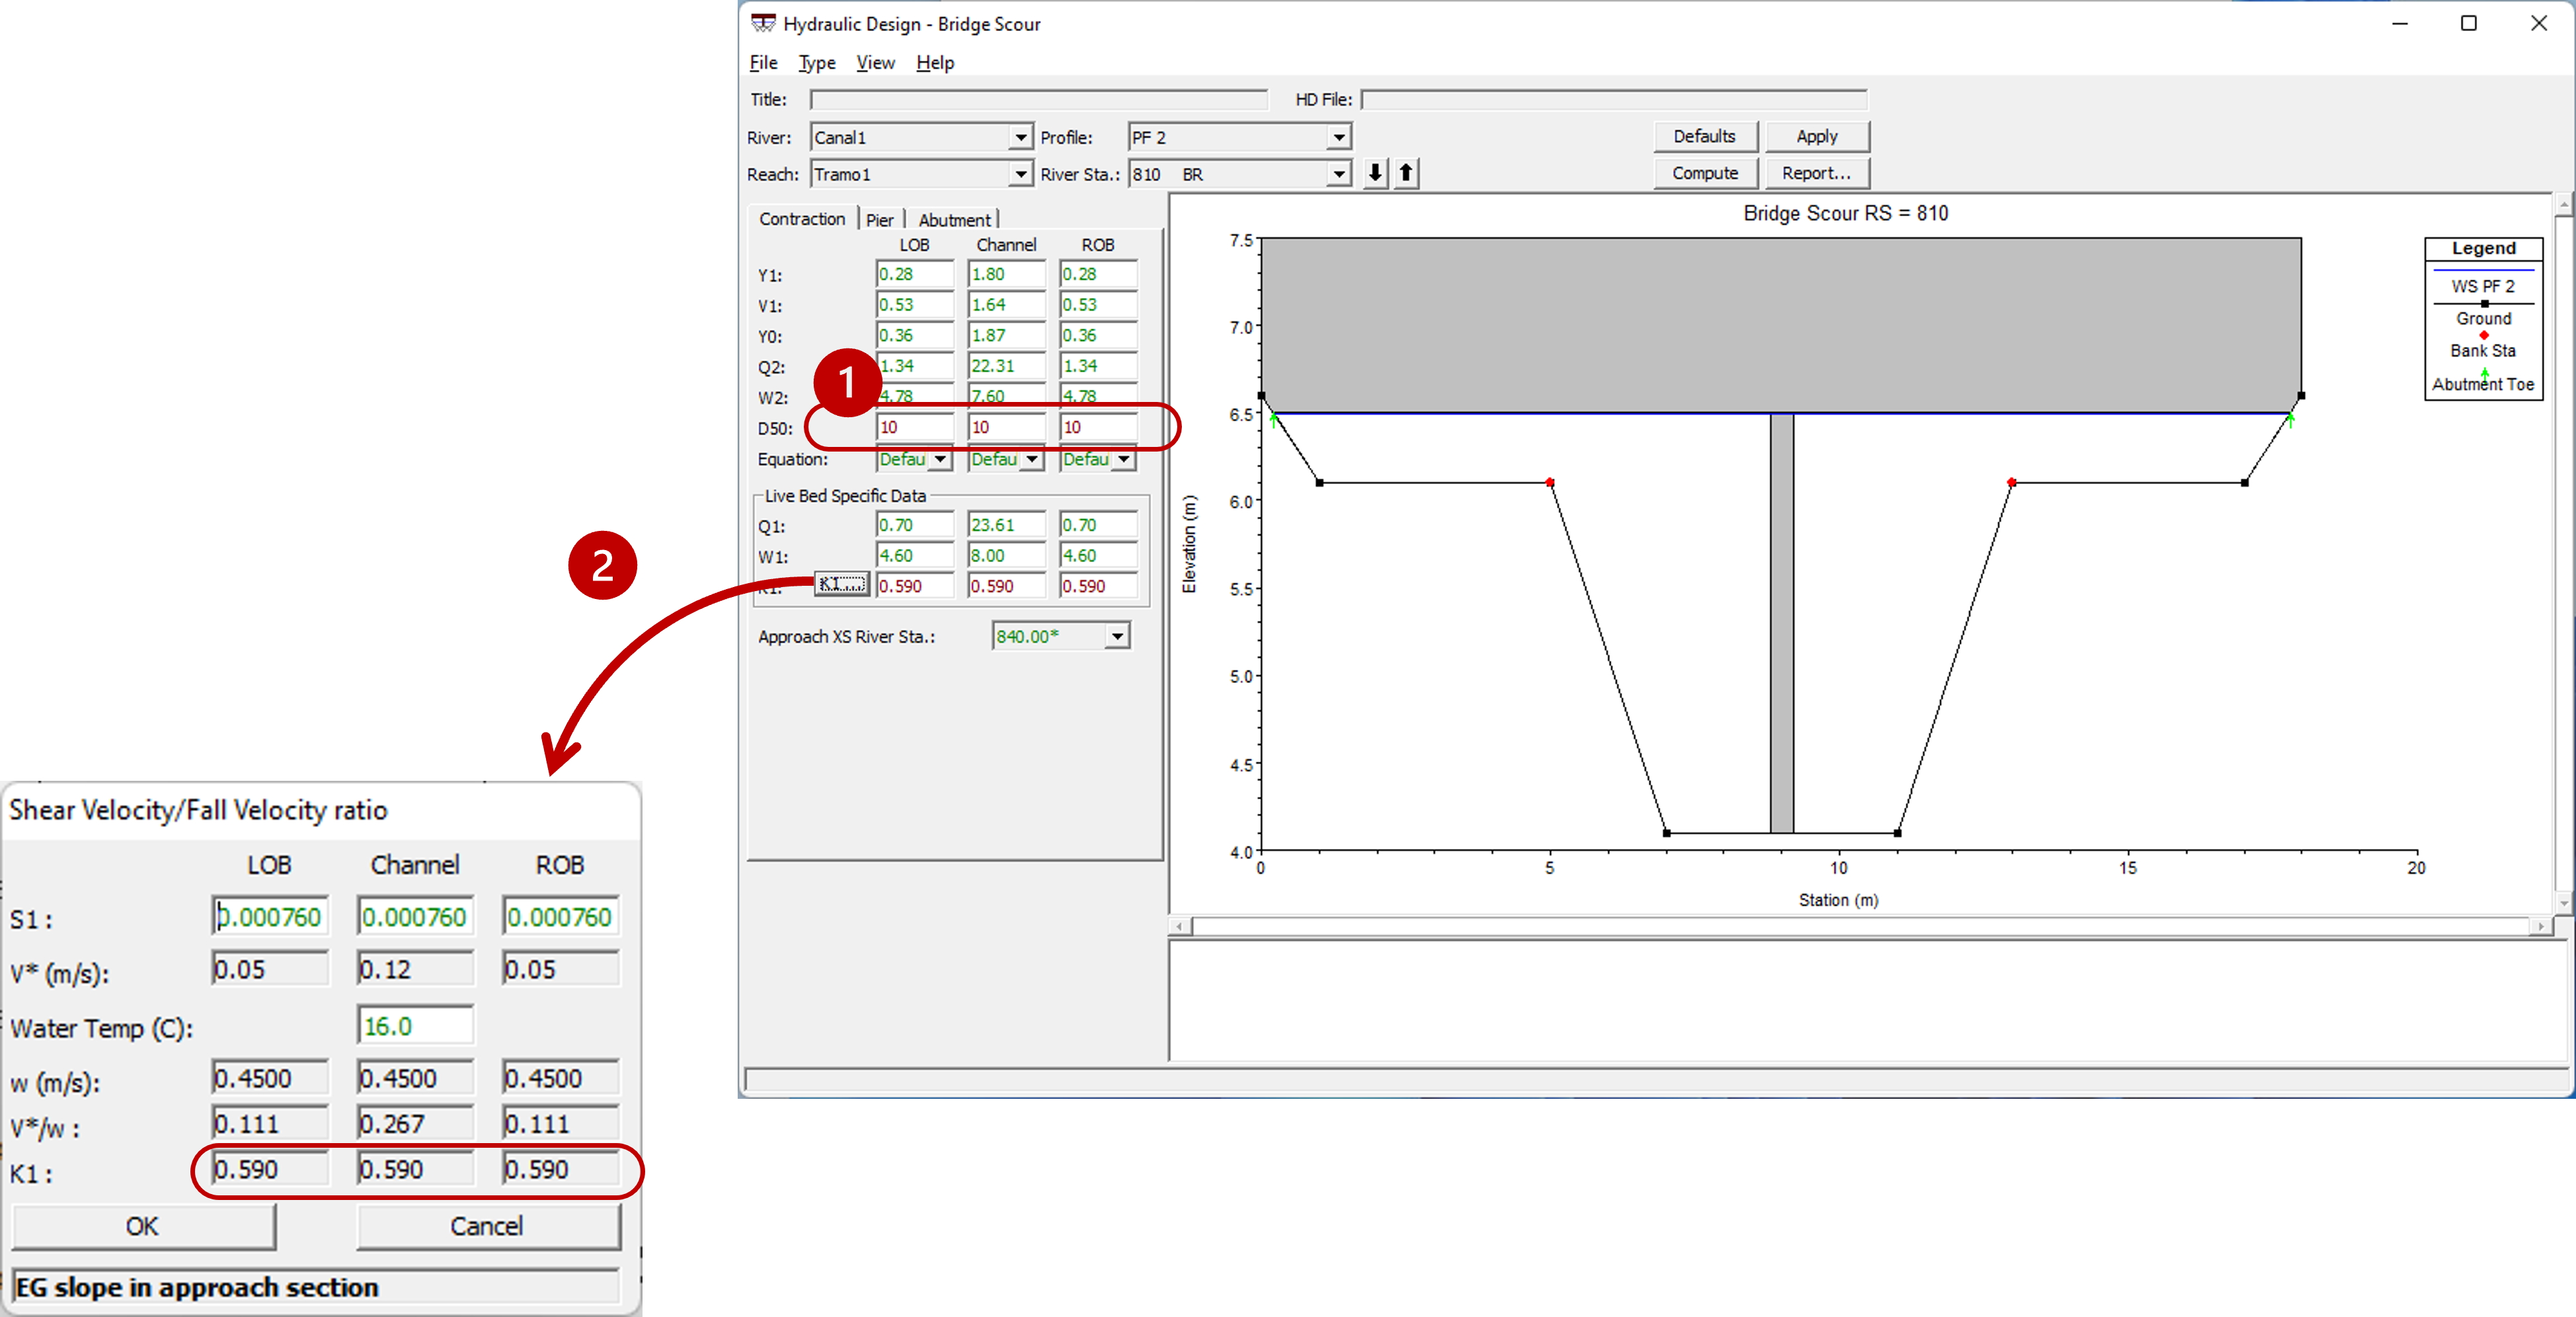 Hydraulic Design - Bridge Scour
File Type View Help
Title: HD File:
River: Canal1 Profile: PF 2 Defaults Apply
Reach: Tramo1 River Sta.: 810 BR Compute Report...
Contraction Pier Abutment
LOB Channel ROB
Y1: 0.28 1.80 0.28
V1: 0.53 1.64 0.53
Y0: 0.36 1.87 0.36
Q2: 1.34 22.31 1.34
1
W2: 4.78 7.60 4.78
D50: 10 10 10
Equation: Defau Defau Defau
Live Bed Specific Data
Q1: 0.70 23.61 0.70
W1: 4.60 8.00 4.60
K1: K1 ... 0.590 0.590 0.590
Approach XS River Sta.: 840.00*
2
Bridge Scour RS = 810
7.5
7.0
6.5
6.0
5.5
5.0
4.5
4.0
Elevation (m)
0 5 10 15 20
Station (m)
Legend
WS PF 2
Ground
Bank Sta
Abutment Toe
Shear Velocity/Fall Velocity ratio
LOB Channel ROB
S1 : 0.000760 0.000760 0.000760
V* (m/s): 0.05 0.12 0.05
Water Temp (C): 16.0
w (m/s): 0.4500 0.4500 0.4500
V*/w : 0.111 0.267 0.111
K1 : 0.590 0.590 0.590
OK Cancel
EG slope in approach section